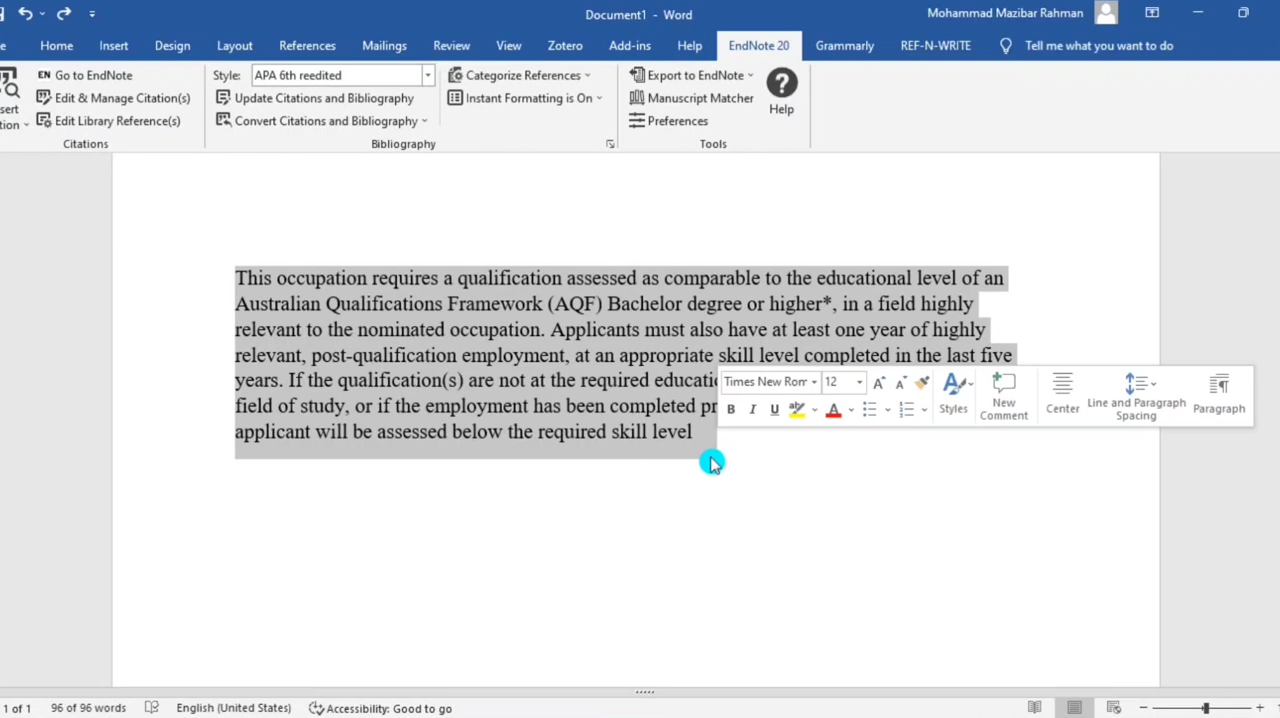 Document1 - Word
Mohammad Mazibar Rahman
Home Insert Design Layout References Mailings Review View Zotero Add-ins Help EndNote 20 Grammarly REF-N-WRITE Tell me what you want to do
EN Go to EndNote
Edit & Manage Citation(s)
Edit Library Reference(s)
Citations
Style: APA 6th reedited
Update Citations and Bibliography
Convert Citations and Bibliography
Categorize References
Instant Formatting is On
Bibliography
Export to EndNote
Manuscript Matcher
Preferences
Help
Tools
This occupation requires a qualification assessed as comparable to the educational level of an
Australian Qualifications Framework (AQF) Bachelor degree or higher*, in a field highly
relevant to the nominated occupation. Applicants must also have at least one year of highly
relevant, post-qualification employment, at an appropriate skill level completed in the last five
years. If the qualification(s) are not at the required
field of study, or if the employment has been completed
applicant will be assessed below the required skill level
Times New Ror 12
B I U
Styles
New
Comment
Center
Line and Paragraph
Spacing
Paragraph
1 of 1 96 of 96 words English (United States) Accessibility: Good to go